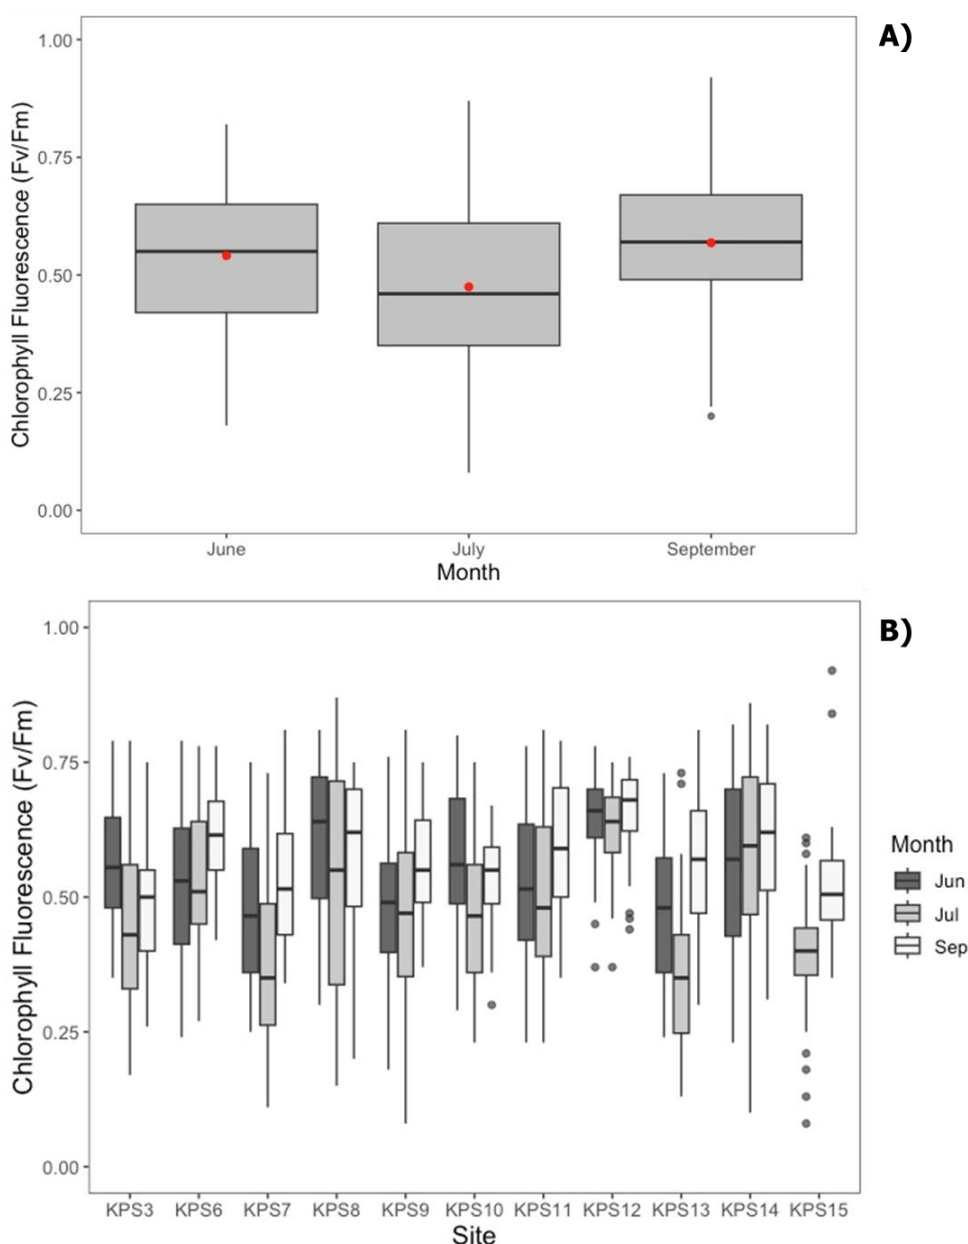 A)
Chlorophyll Fluorescence (Fv/Fm)
1.00
0.75
0.50
0.25
0.00
June July September
Month
B)
Chlorophyll Fluorescence (Fv/Fm)
1.00
0.75
0.50
0.25
0.00
Month
Jun
Jul
Sep
KPS3 KPS6 KPS7 KPS8 KPS9 KPS10 KPS11 KPS12 KPS13 KPS14 KPS15
Site